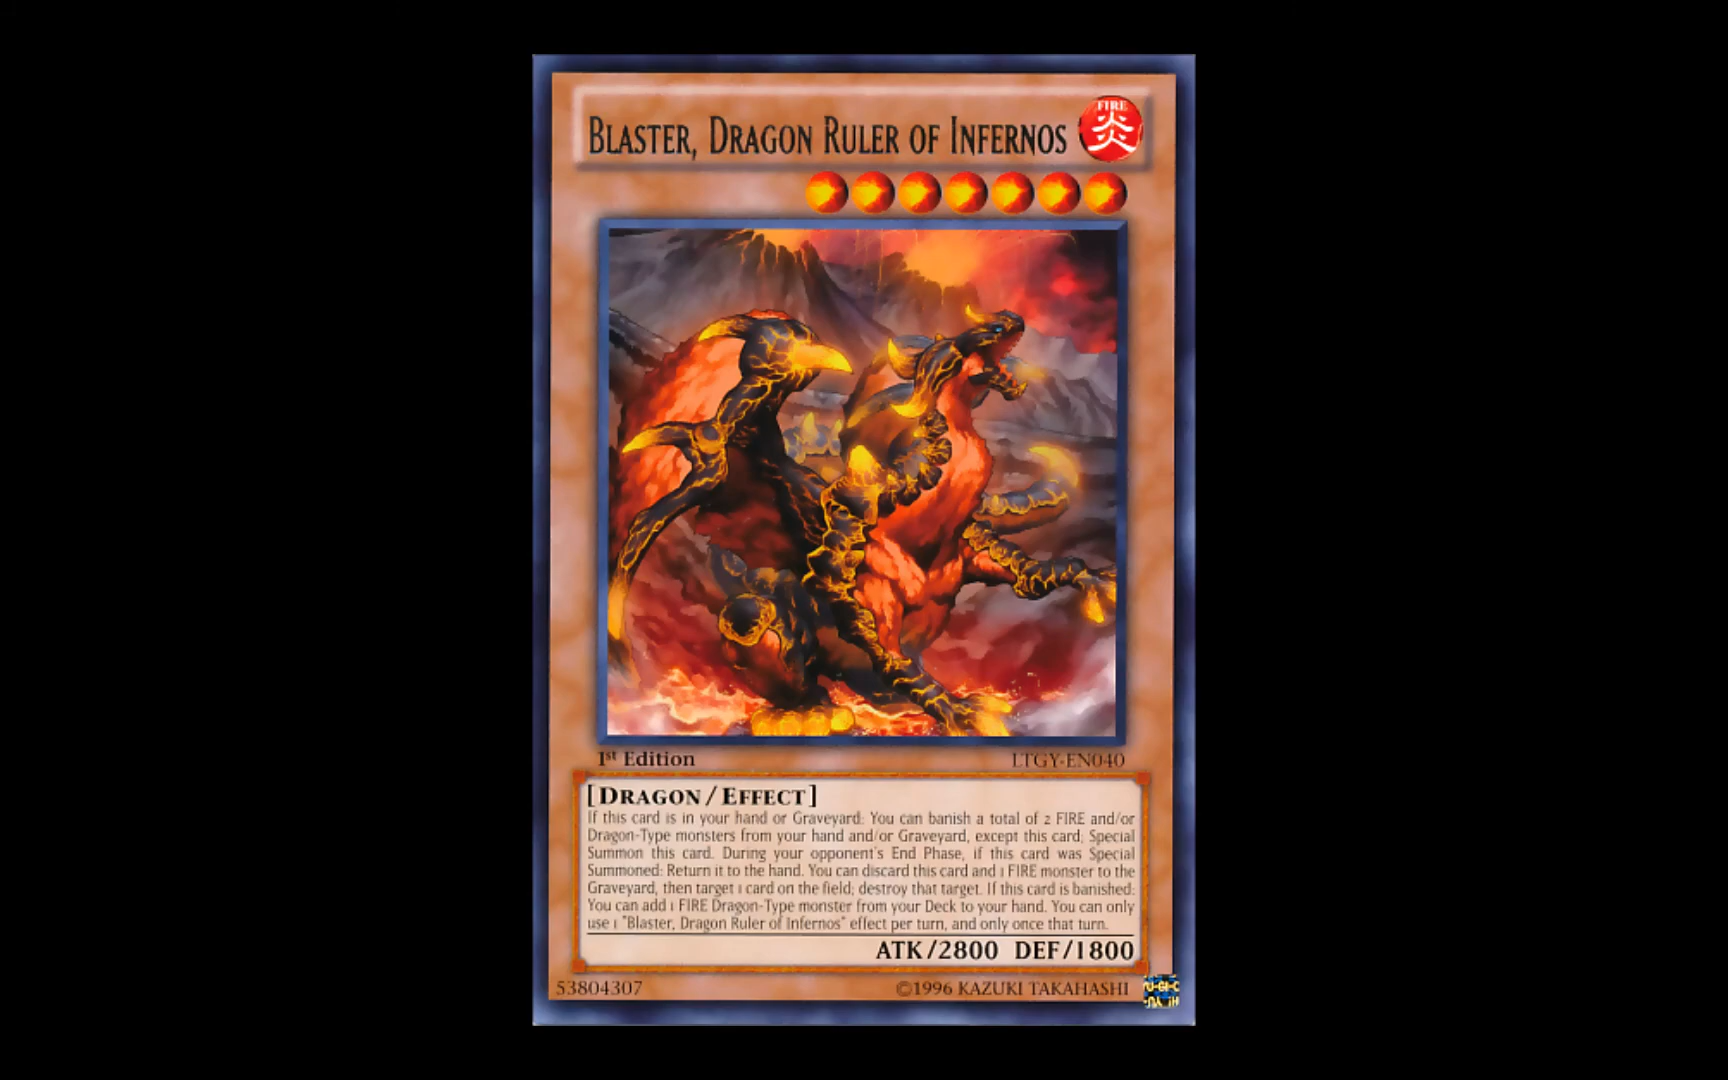 BLASTER, DRAGON RULER OF INFERNOS
FIRE
炎
1st Edition
LTGY-EN040
[DRAGON/EFFECT]
If this card is in your hand or Graveyard: You can banish a total of 2 FIRE and/or
Dragon-Type monsters from your hand and/or Graveyard, except this card; Special
Summon this card. During your opponent's End Phase, if this card was Special
Summoned: Return it to the hand. You can discard this card and 1 FIRE monster to the
Graveyard, then target 1 card on the field; destroy that target. If this card is banished:
You can add 1 FIRE Dragon-Type monster from your Deck to your hand. You can only
use 1 "Blaster, Dragon Ruler of Infernos" effect per turn, and only once that turn.
ATK/2800 DEF/1800
53804307
©1996 KAZUKI TAKAHASHI